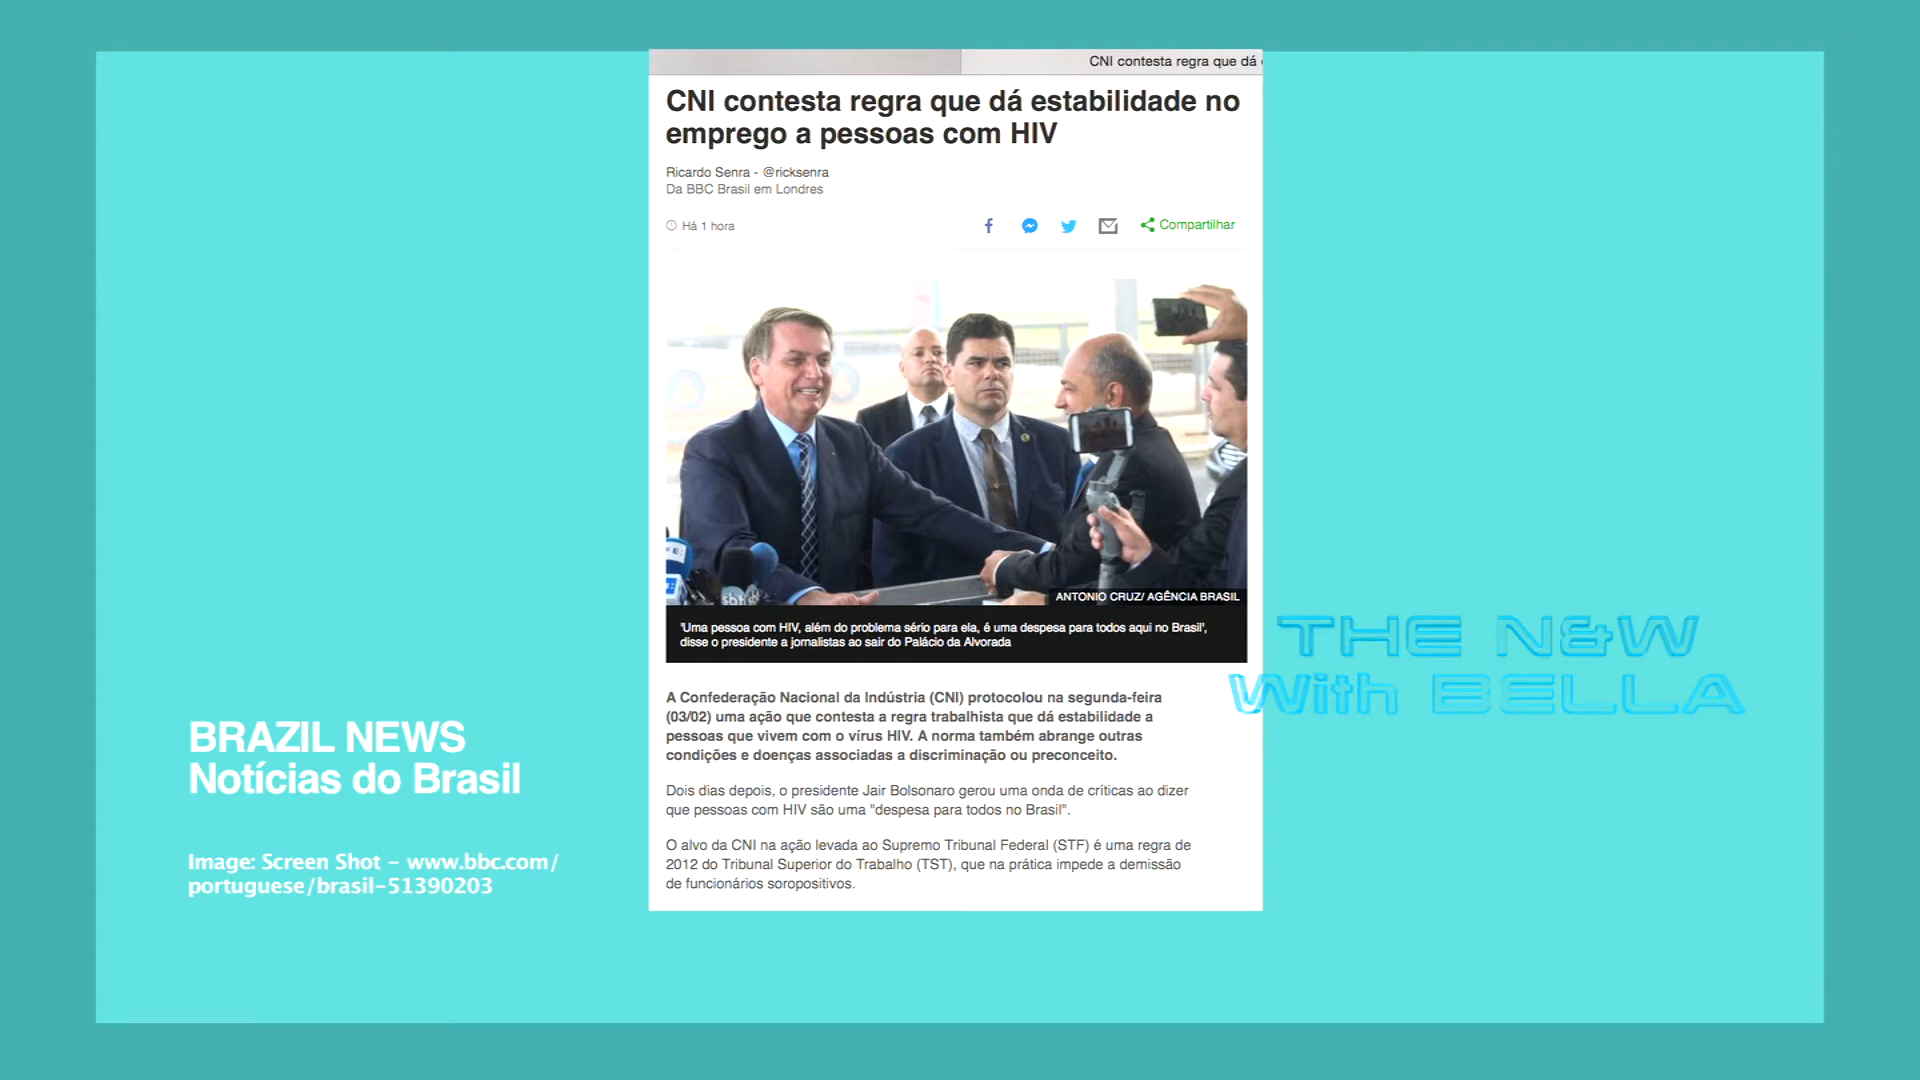 CNI contesta regra que dá
CNI contesta regra que dá estabilidade no
emprego a pessoas com HIV
Ricardo Senra - @ricksenra
Da BBC Brasil em Londres
Há 1 hora
Compartilhar
sbt
ANTONIO CRUZ/ AGÊNCIA BRASIL
'Uma pessoa com HIV, além do problema sério para ela, é uma despesa para todos aqui no Brasil',
disse o presidente a jornalistas ao sair do Palácio da Alvorada
A Confederação Nacional da Indústria (CNI) protocolou na segunda-feira
(03/02) uma ação que contesta a regra trabalhista que dá estabilidade a
pessoas que vivem com o vírus HIV. A norma também abrange outras
condições e doenças associadas a discriminação ou preconceito.
Dois dias depois, o presidente Jair Bolsonaro gerou uma onda de críticas ao dizer
que pessoas com HIV são uma "despesa para todos no Brasil".
O alvo da CNI na ação levada ao Supremo Tribunal Federal (STF) é uma regra de
2012 do Tribunal Superior do Trabalho (TST), que na prática impede a demissão
de funcionários soropositivos.
BRAZIL NEWS
Notícias do Brasil
Image: Screen Shot - www.bbc.com/
portuguese/brasil-51390203
THE N&W
With BELLA